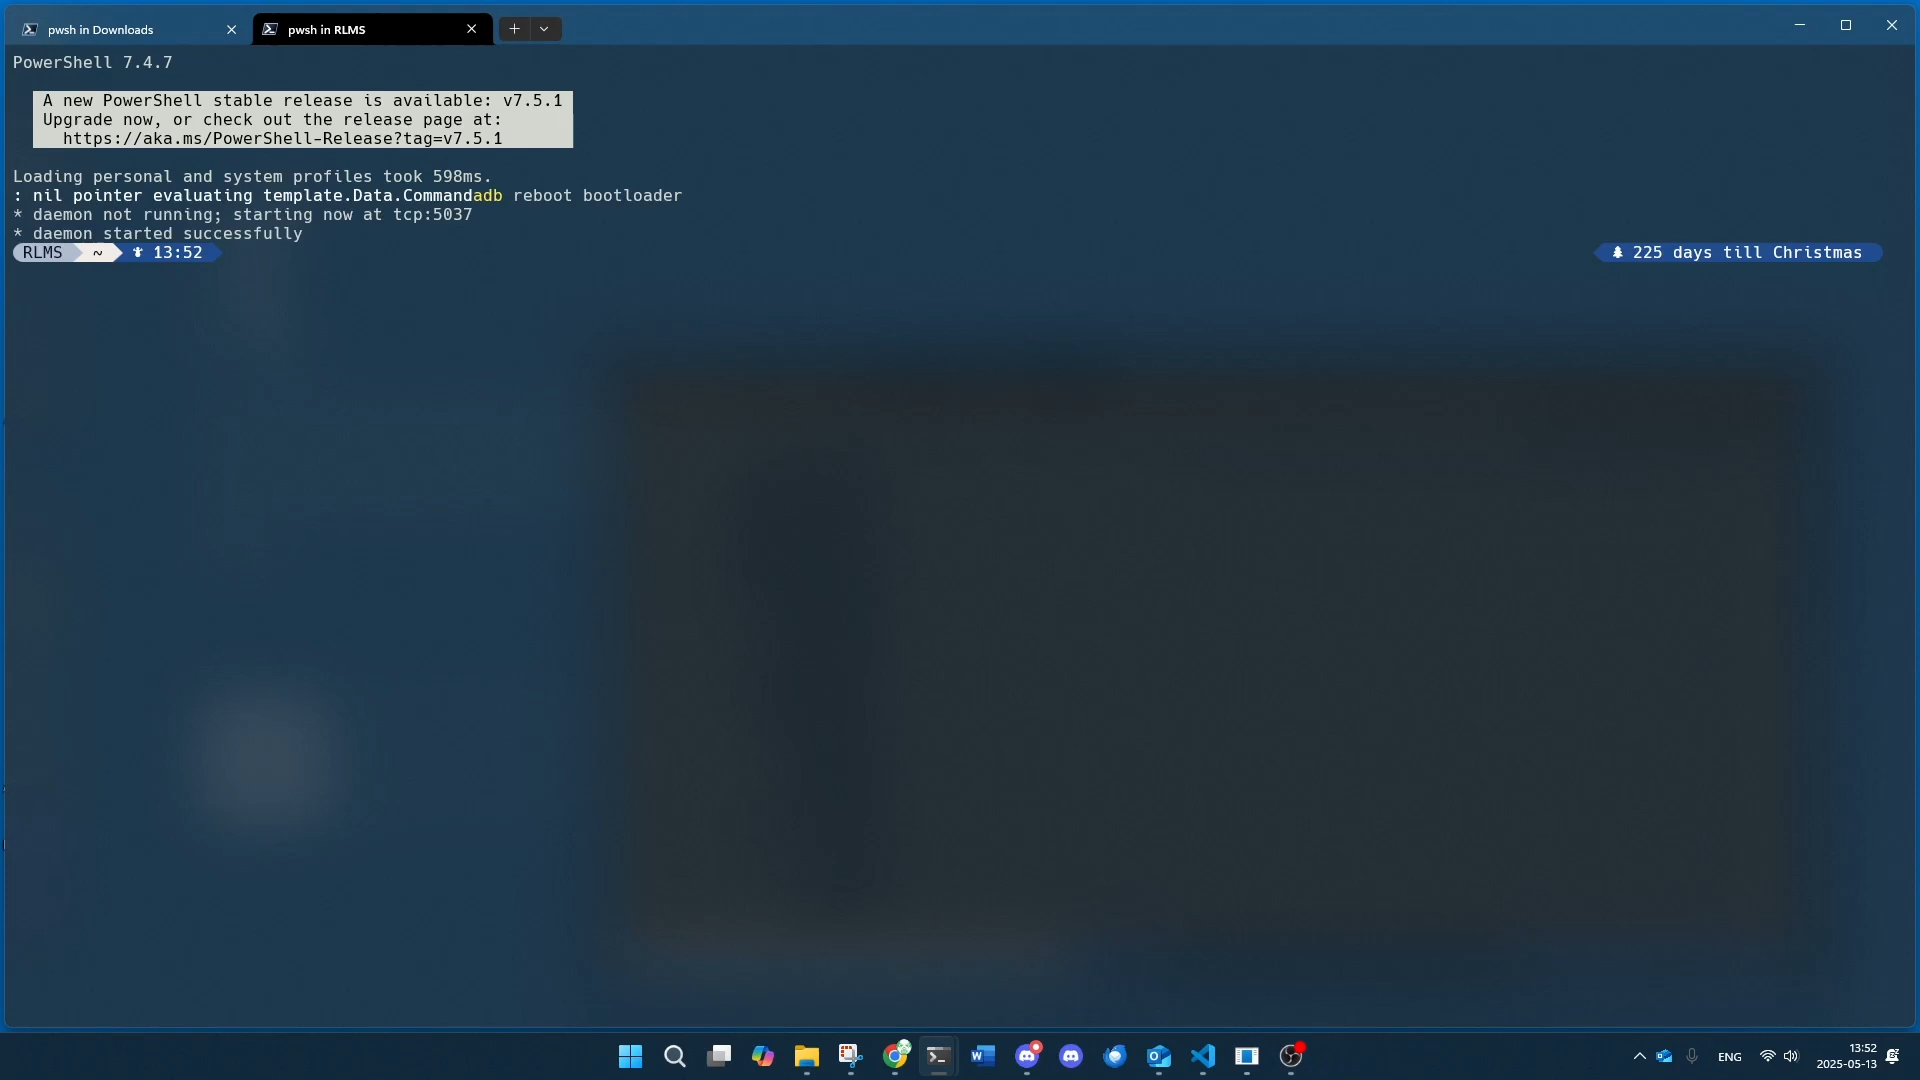 pwsh in Downloads
pwsh in RLMS
PowerShell 7.4.7
A new PowerShell stable release is available: v7.5.1
Upgrade now, or check out the release page at:
https://aka.ms/PowerShell-Release?tag=v7.5.1
Loading personal and system profiles took 598ms.
: nil pointer evaluating template.Data.Commandadb reboot bootloader
* daemon not running; starting now at tcp:5037
* daemon started successfully
RLMS ~ 13:52 225 days till Christmas
ENG
13:52
2025-05-13